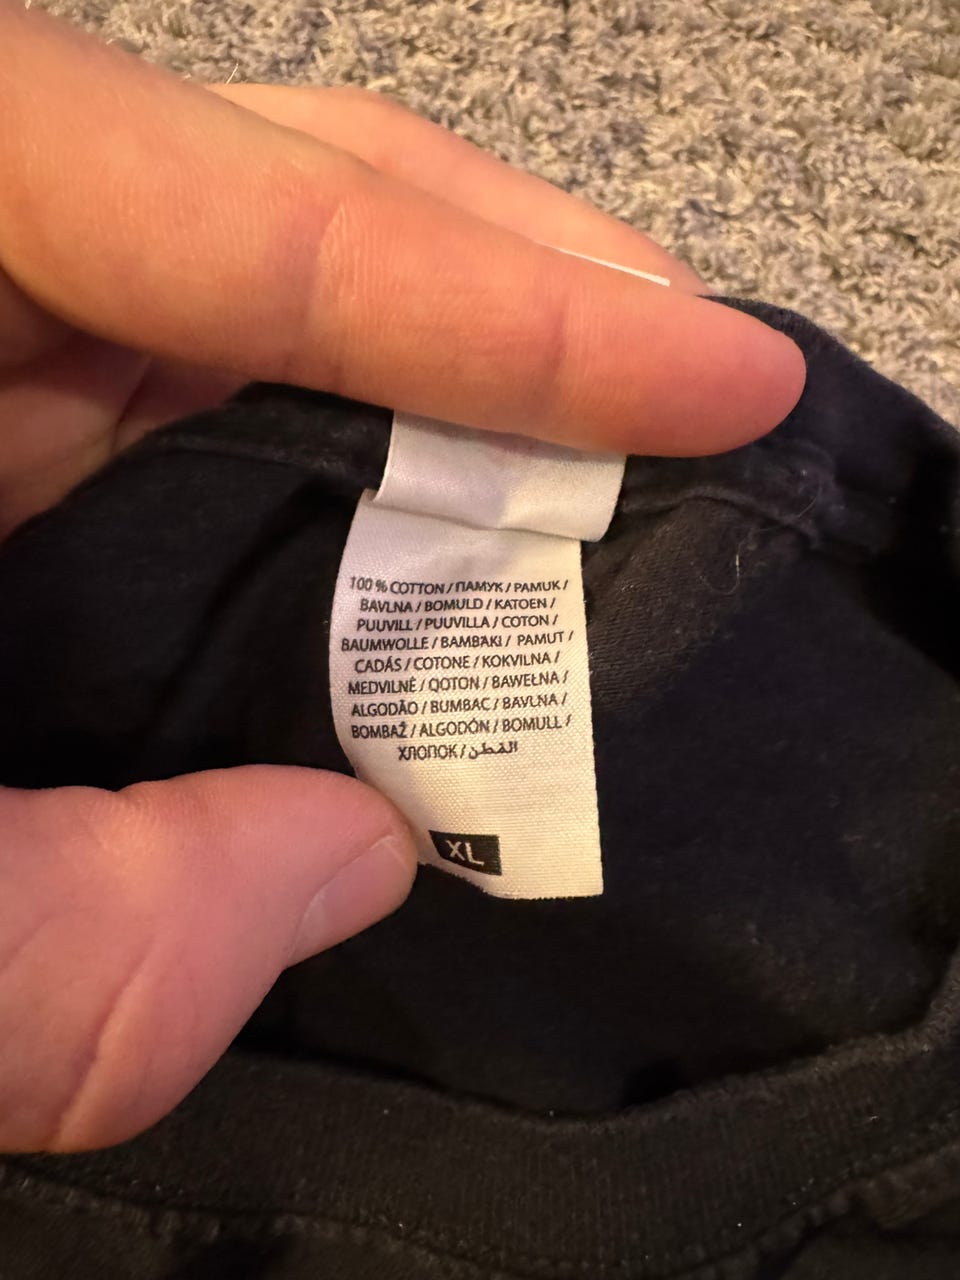 100 % COTTON / ПАМУК / PAMUK /
BAVLNA / BOMULD / KATOEN /
PUUVILL / PUUVILLA / COTON /
BAUMWOLLE / BAMBAKI / PAMUT /
CADÁS / COTONE / KOKVILNA /
MEDVILNĖ / QOTON / BAWEŁNA /
ALGODÃO / BUMBAC / BAVLNA /
BOMBAŽ / ALGODÓN / BOMULL /
ХЛОПОК / القطن
XL